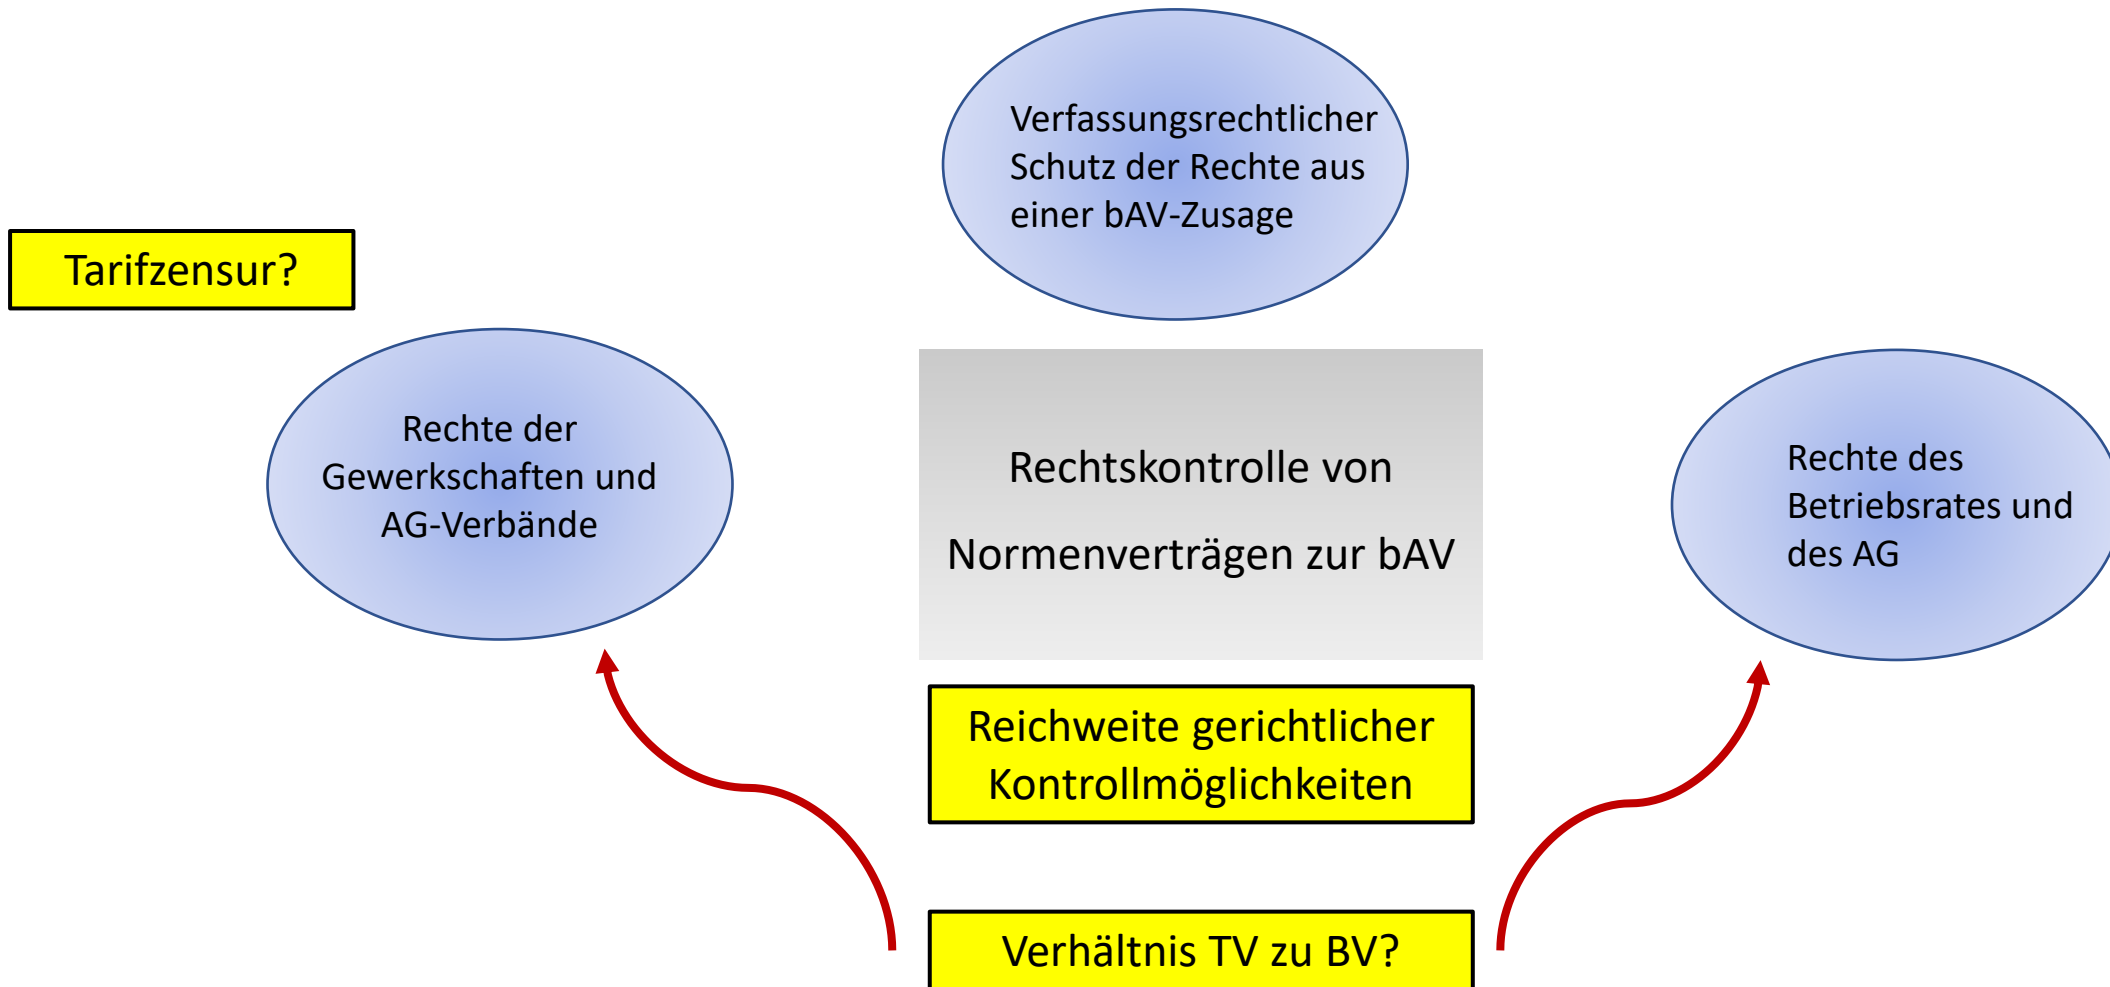 Verfassungsrechtlicher
Schutz der Rechte aus
einer bAV-Zusage
Tarifzensur?
Rechte der
Gewerkschaften und
AG-Verbände
Rechtskontrolle von
Normenverträgen zur bAV
Rechte des
Betriebsrates und
des AG
Reichweite gerichtlicher
Kontrollmöglichkeiten
Verhältnis TV zu BV?